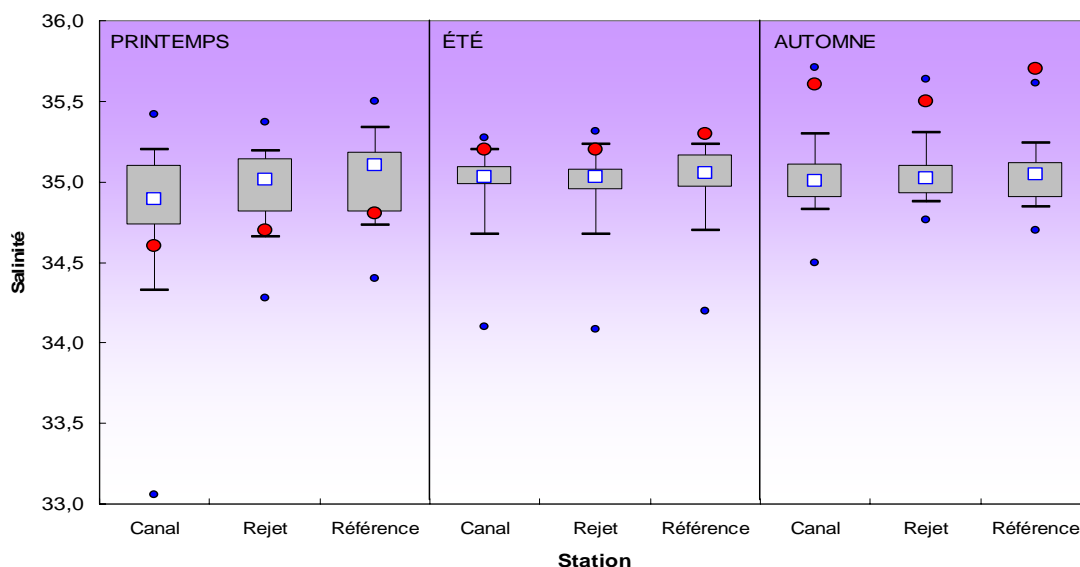 PRINTEMPS
ÉTÉ
AUTOMNE
Salinité
36,0
35,5
35,0
34,5
34,0
33,5
33,0
Canal
Rejet
Référence
Canal
Rejet
Référence
Canal
Rejet
Référence
Station